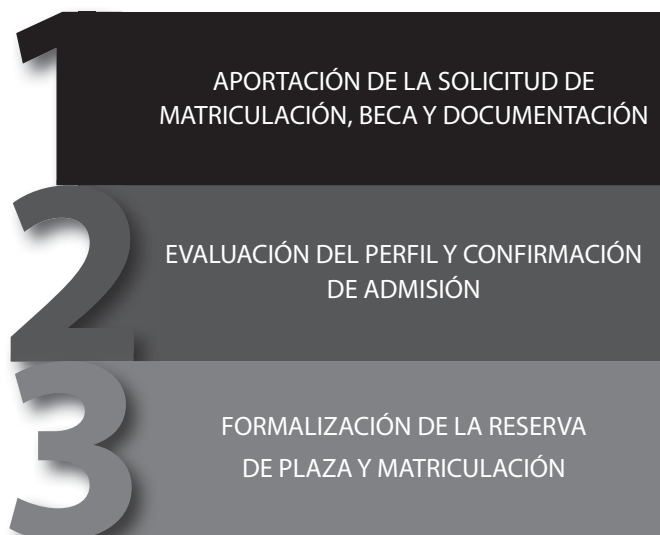 1
APORTACIÓN DE LA SOLICITUD DE
MATRICULACIÓN, BECA Y DOCUMENTACIÓN
2
EVALUACIÓN DEL PERFIL Y CONFIRMACIÓN
DE ADMISIÓN
3
FORMALIZACIÓN DE LA RESERVA
DE PLAZA Y MATRICULACIÓN